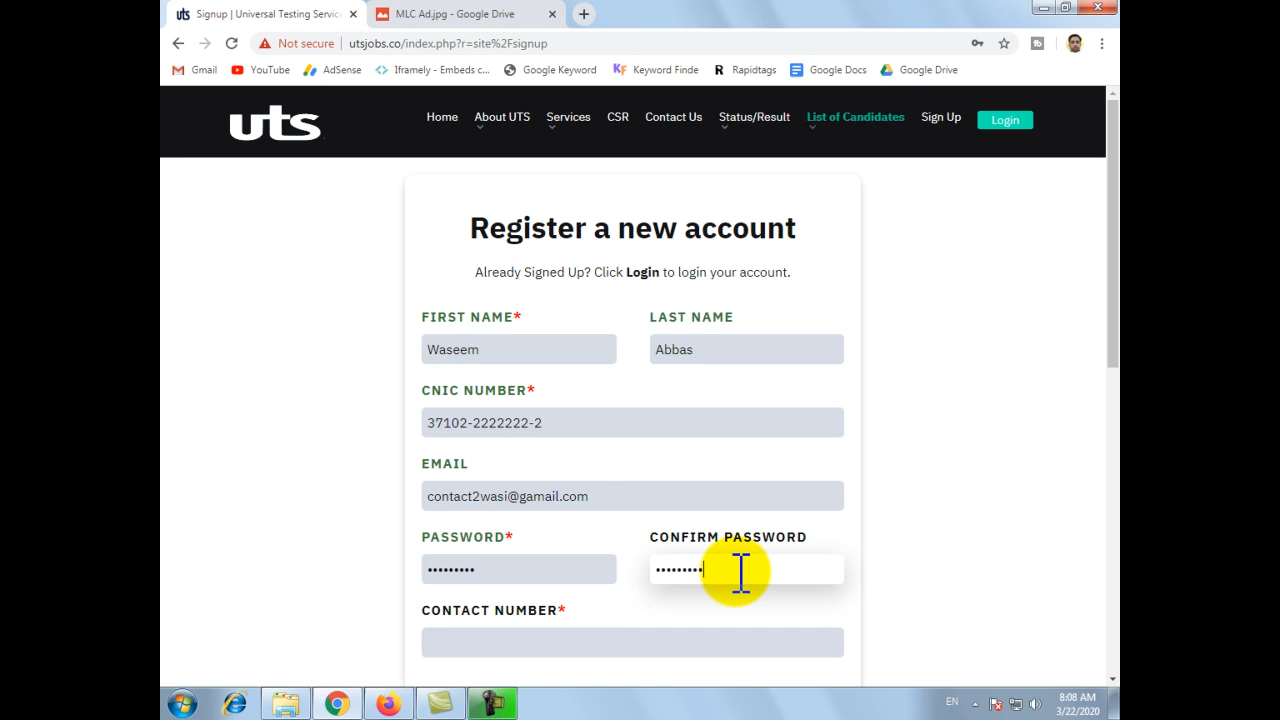 Signup | Universal Testing Service
MLC Ad.jpg - Google Drive
Not secure
utsjobs.co/index.php?r=site%2Fsignup
Gmail
YouTube
AdSense
Iframely - Embeds c...
Google Keyword
Keyword Finde
Rapidtags
Google Docs
Google Drive
uts
Home
About UTS
Services
CSR
Contact Us
Status/Result
List of Candidates
Sign Up
Login
Register a new account
Already Signed Up? Click Login to login your account.
FIRST NAME*
LAST NAME
Waseem
Abbas
CNIC NUMBER*
37102-2222222-2
EMAIL
contact2wasi@gamail.com
PASSWORD*
CONFIRM PASSWORD
•••••••••
•••••••••
CONTACT NUMBER*
EN
8:08 AM
3/22/2020